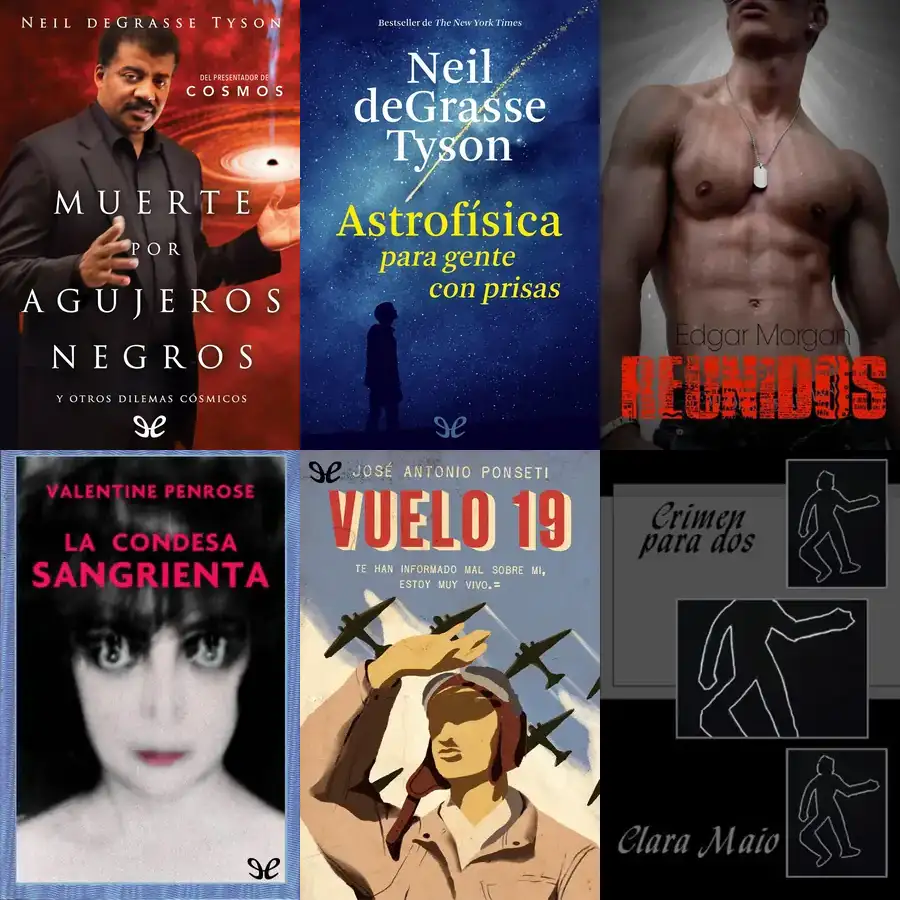 NEIL DEGRASSE TYSON
DEL PRESENTADOR DE
COSMOS
MUERTE
POR
AGUJEROS
NEGROS
Y OTROS DILEMAS CÓSMICOS
Bestseller de The New York Times
Neil
deGrasse
Tyson
Astrofísica
para gente
con prisas
Edgar Morgan
REUNIDOS
VALENTINE PENROSE
LA CONDESA
SANGRIENTA
JOSÉ ANTONIO PONSETI
VUELO 19
TE HAN INFORMADO MAL SOBRE MI,
ESTOY MUY VIVO.=
Crimen
para dos
Clara Maio